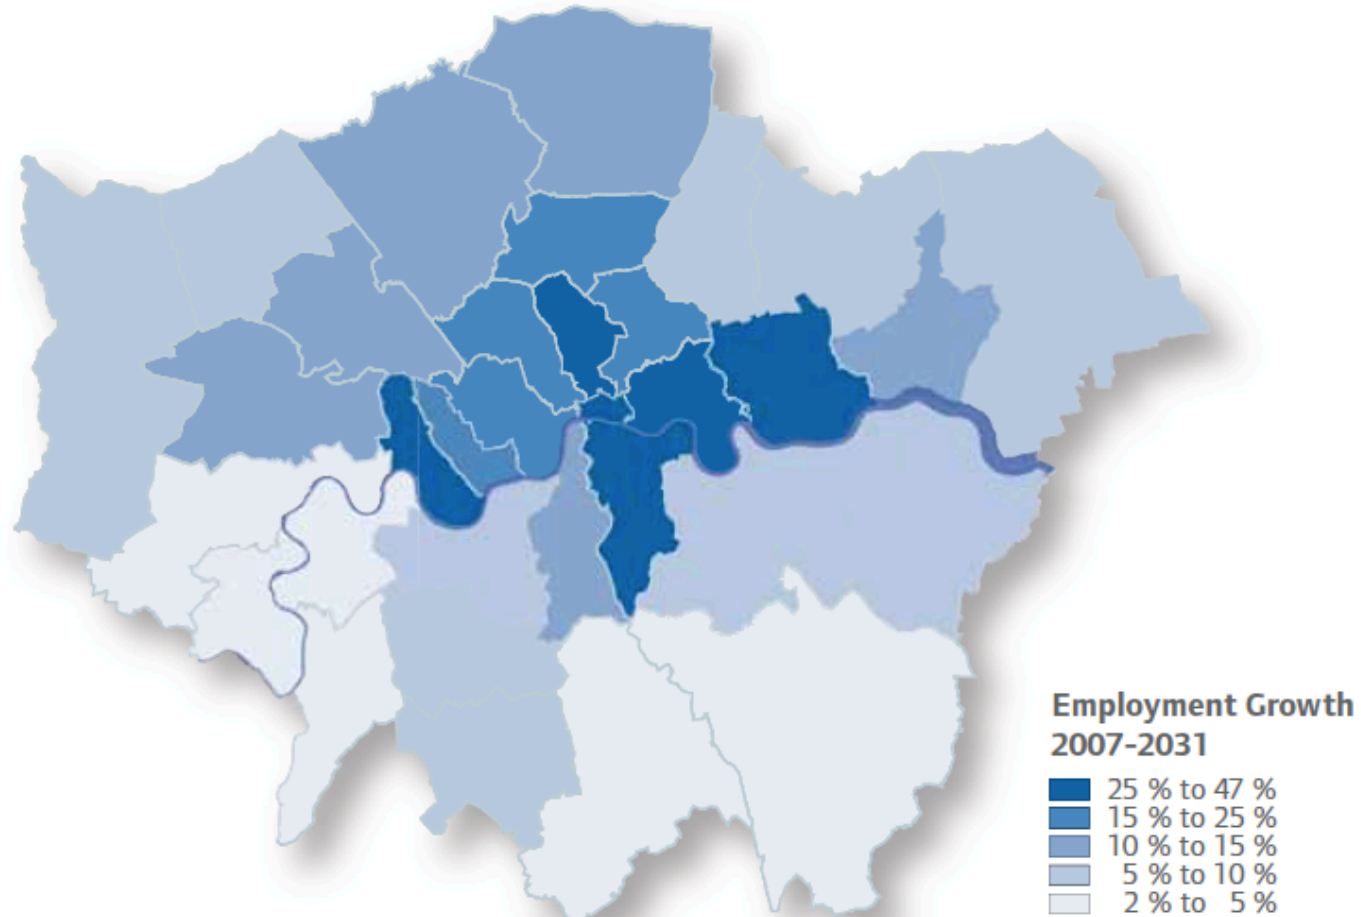 Employment Growth
2007-2031
25 % to 47 %
15 % to 25 %
10 % to 15 %
5 % to 10 %
2 % to 5 %